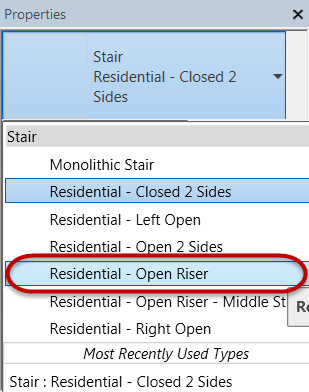 Properties
Stair
Residential - Closed 2
Sides
Stair
Monolithic Stair
Residential - Closed 2 Sides
Residential - Left Open
Residential - Open 2 Sides
Residential - Open Riser
Residential - Open Riser - Middle St
Re
Residential - Right Open
Most Recently Used Types
Stair : Residential - Closed 2 Sides